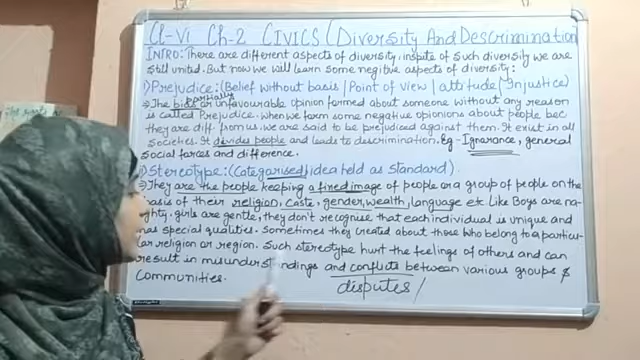 Cl-VI Ch-2 CIVICS (Diversity And Descrimination
INTRO: There are different aspects of diversity, inspite of such diversity we are
still united. But now we will learn some negitive aspects of diversity:
1) Prejudice: (Belief without basis / Point of view / attitude / Injustice)
partially
⇒ The bias or unfavourable opinion formed about someone without any reason
is called Prejudice. when we form some negative opionions about people bec
they are diff from us. we are said to be prejudiced against them. It exist in all
societies. It devides people and leads to discrimination. Eg - Ignorance, general
social forces and difference.
Stereotype: (Categorised / idea held as standard).
⇒ They are the people keeping a fixed image of people or a group of people on the
basis of their religion, caste, gender, wealth, language etc like Boys are na-
ghty. girls are gentle, they don't recognise that each individual is unique and
has special qualities. Sometimes they created about those who belong to a particu-
lar religion or region. Such stereotype hurt the feelings of others and can
result in misunderstandings and conflicts between various groups &
communities.
disputes /